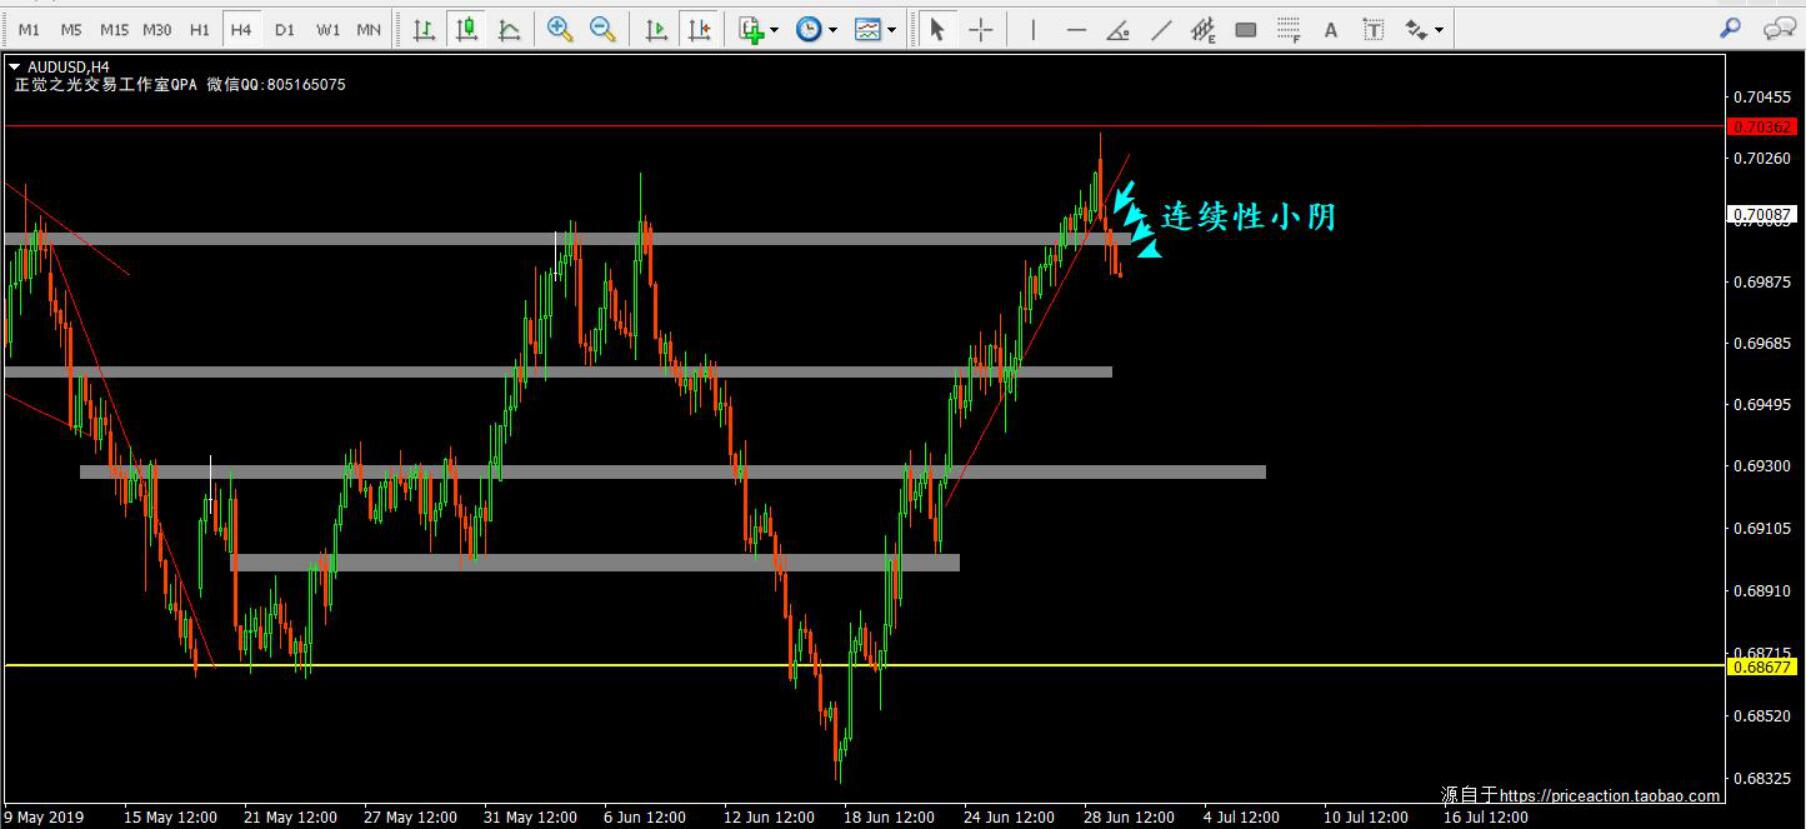 M1 M5 M15 M30 H1 H4 D1 W1 MN E F A T
AUDUSD,H4
正觉之光交易工作室QPA 微信QQ:805165075
0.70455
0.70362
0.70260
连续性小阴
0.70087
0.69875
0.69685
0.69495
0.69300
0.69105
0.68910
0.68715
0.68677
0.68520
0.68325
源自于https://priceaction.taobao.com
9 May 2019 15 May 12:00 21 May 12:00 27 May 12:00 31 May 12:00 6 Jun 12:00 12 Jun 12:00 18 Jun 12:00 24 Jun 12:00 28 Jun 12:00 4 Jul 12:00 10 Jul 12:00 16 Jul 12:00